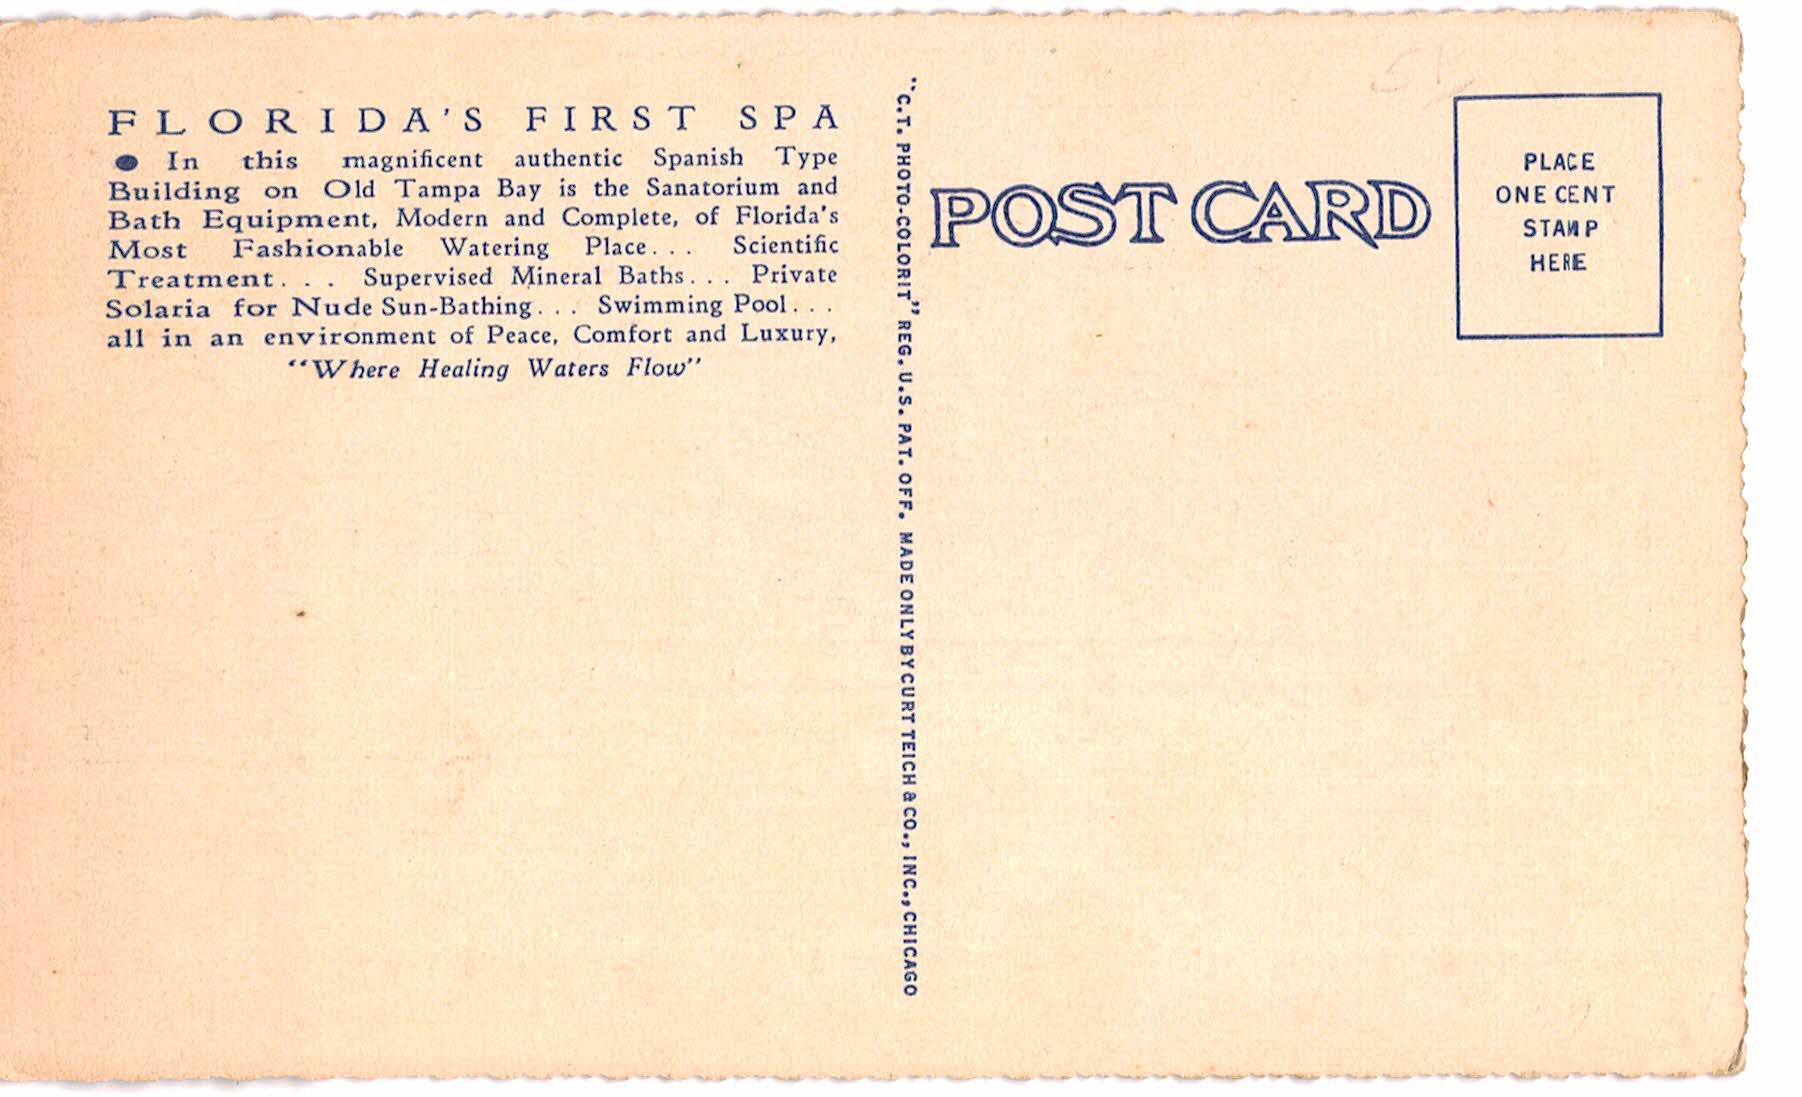 FLORIDA'S FIRST SPA
● In this magnificent authentic Spanish Type
Building on Old Tampa Bay is the Sanatorium and
Bath Equipment, Modern and Complete, of Florida's
Most Fashionable Watering Place... Scientific
Treatment... Supervised Mineral Baths... Private
Solaria for Nude Sun-Bathing... Swimming Pool...
all in an environment of Peace, Comfort and Luxury,
"Where Healing Waters Flow"
"C.T. PHOTO-COLORIT" REG. U.S. PAT. OFF. MADE ONLY BY CURT TEICH & CO., INC., CHICAGO
POST CARD
PLACE
ONE CENT
STAMP
HERE